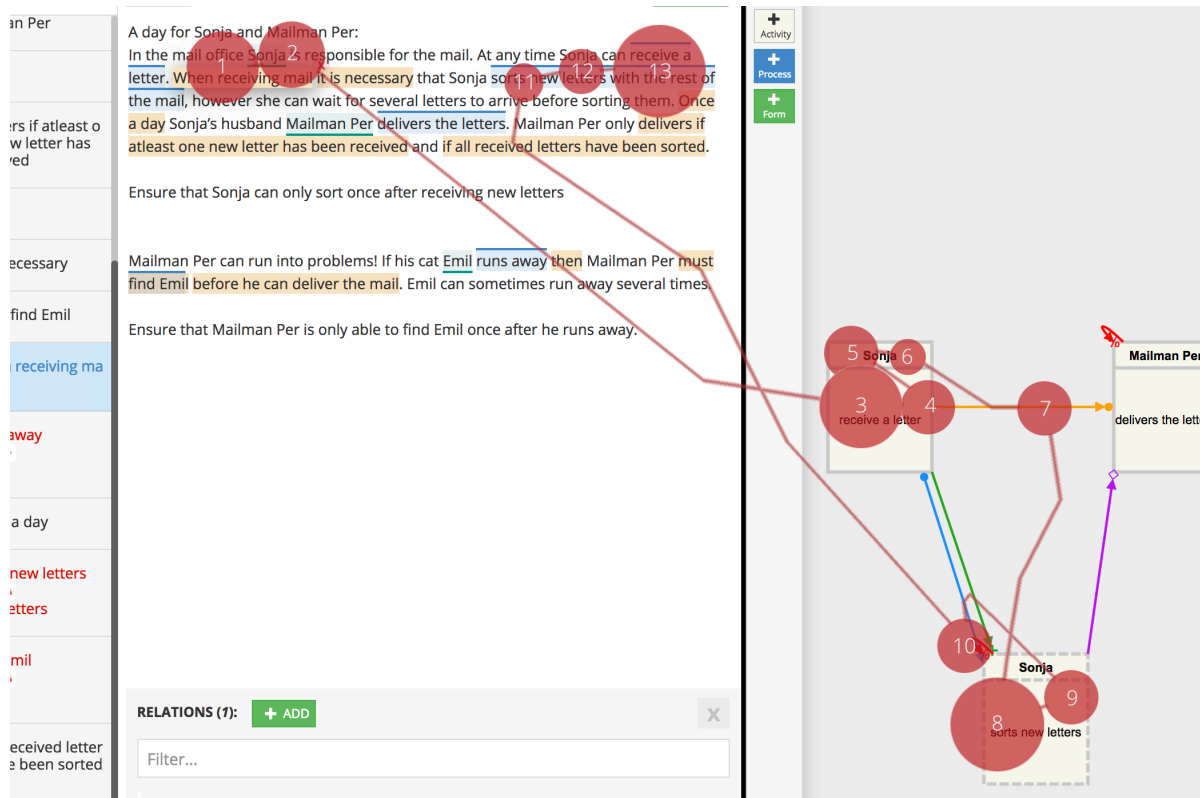 an Per
ers if atleast o
w letter has
ved
ecessary
find Emil
receiving ma
away
a day
new letters
etters
mil
eceived letter
e been sorted
A day for Sonja and Mailman Per:
In the mail office Sonja is responsible for the mail. At any time Sonja can receive a
letter. When receiving mail it is necessary that Sonja sorts new letters with the rest of
the mail, however she can wait for several letters to arrive before sorting them. Once
a day Sonja's husband Mailman Per delivers the letters. Mailman Per only delivers if
atleast one new letter has been received and if all received letters have been sorted.
Ensure that Sonja can only sort once after receiving new letters
Mailman Per can run into problems! If his cat Emil runs away then Mailman Per must
find Emil before he can deliver the mail. Emil can sometimes run away several times.
Ensure that Mailman Per is only able to find Emil once after he runs away.
RELATIONS (1):
+ ADD
X
Filter...
+
Activity
+
Process
+
Form
Sonja
receive a letter
%
Mailman Per
delivers the lett
+
%
Sonja
sorts new letters
1
2
3
4
5
6
7
8
9
10
11
12
13